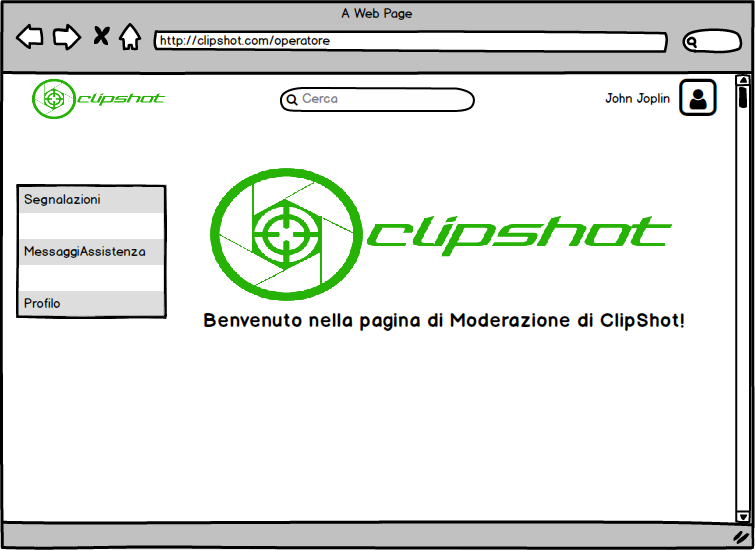 A Web Page
http://clipshot.com/operatore
clipshot
Cerca
John Joplin
Segnalazioni
MessaggiAssistenza
Profilo
clipshot
Benvenuto nella pagina di Moderazione di ClipShot!